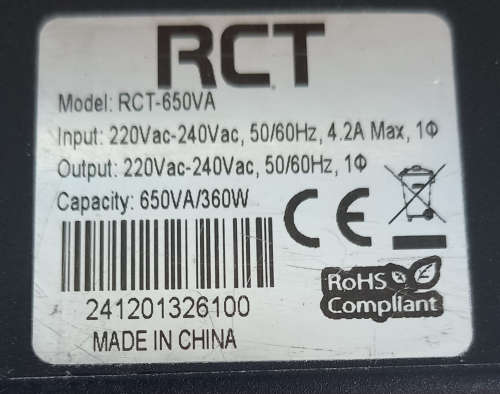 RCT
Model: RCT-650VA
Input: 220Vac-240Vac, 50/60Hz, 4.2A Max, 1Φ
Output: 220Vac-240Vac, 50/60Hz, 1Φ
Capacity: 650VA/360W
CE
RoHS
Compliant
241201326100
MADE IN CHINA